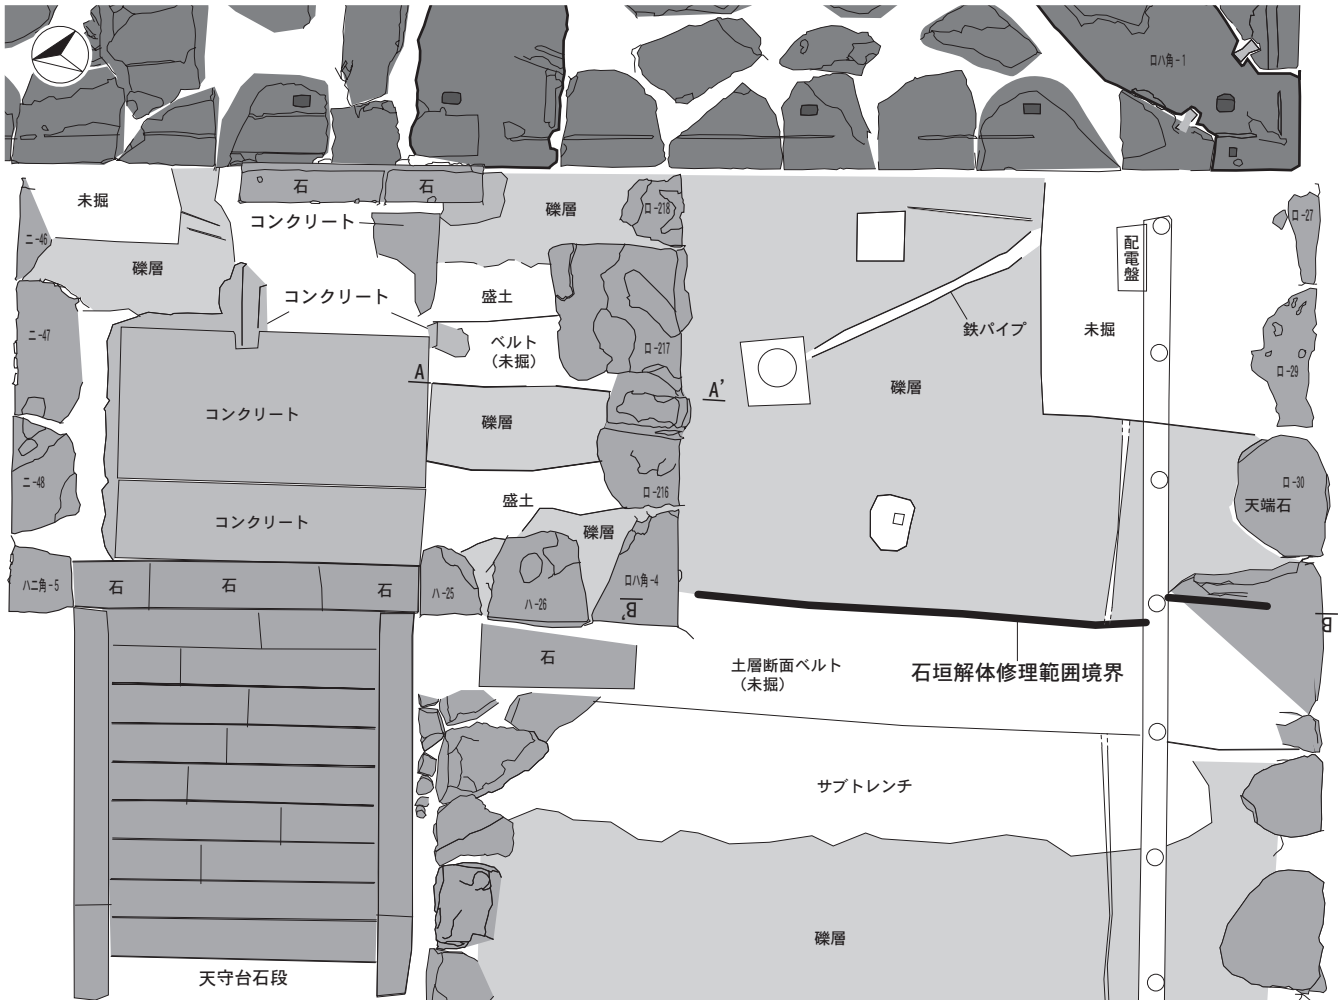 ロハ角-1
未掘
石
石
コンクリート
礫層
ロ-218
ロ-27
ニ-46
配電盤
礫層
コンクリート
盛土
鉄パイプ
未掘
ニ-47
ベルト
（未掘）
ロ-217
A
A'
ロ-29
礫層
コンクリート
礫層
ニ-48
ロ-216
ロ-30
盛土
天端石
コンクリート
礫層
ハニ角-5
石
石
石
ハ-25
ハ-26
ロハ角-4
B'
B
石
土層断面ベルト
（未掘）
石垣解体修理範囲境界
サブトレンチ
礫層
天守台石段